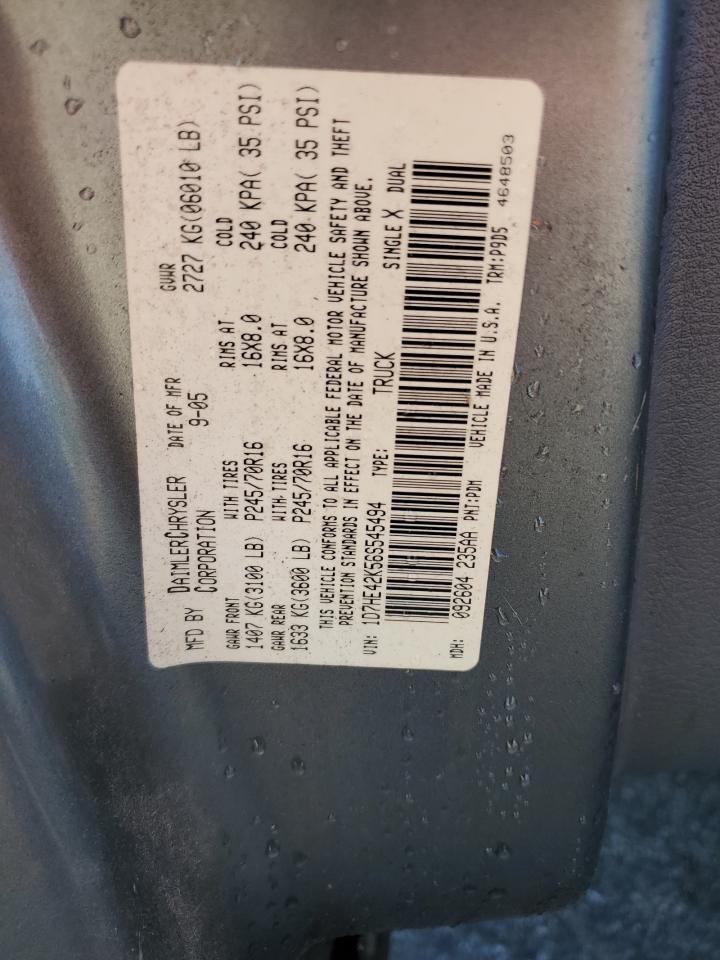 MFD BY DAIMLERCHRYSLER CORPORATION
DATE OF MFR 9-05
GVWR 2727 KG(06010 LB)
GAWR FRONT WITH TIRES RIMS AT COLD
1407 KG(3100 LB) P245/70R16 16X8.0 240 KPA( 35 PSI)
GAWR REAR WITH TIRES RIMS AT COLD
1633 KG(3600 LB) P245/70R16 16X8.0 240 KPA( 35 PSI)
THIS VEHICLE CONFORMS TO ALL APPLICABLE FEDERAL MOTOR VEHICLE SAFETY AND THEFT
PREVENTION STANDARDS IN EFFECT ON THE DATE OF MANUFACTURE SHOWN ABOVE.
VIN: 1D7HE42K56S545494 TYPE: TRUCK SINGLE X DUAL
MDH: 092604 235AA PNT:PDM VEHICLE MADE IN U.S.A. TRM:P9D5
4648503